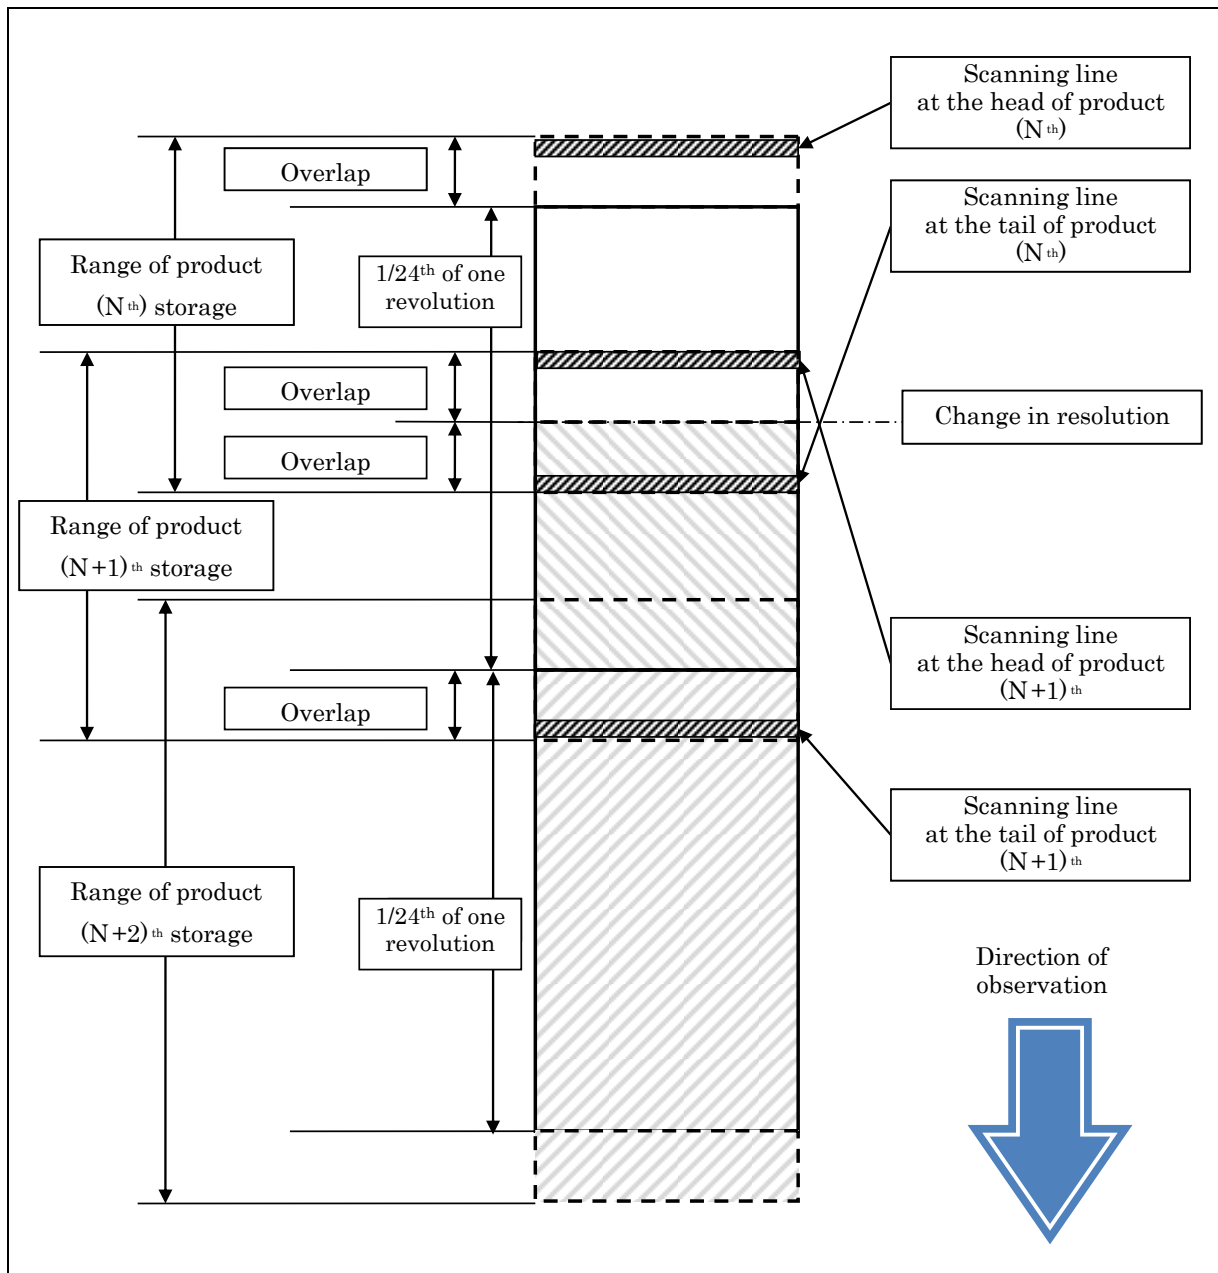 Scanning line
at the head of product
(Nth)
Overlap
Scanning line
at the tail of product
(Nth)
Range of product
(Nth) storage
1/24th of one
revolution
Overlap
Change in resolution
Overlap
Range of product
(N+1)th storage
Scanning line
at the head of product
(N+1)th
Overlap
Scanning line
at the tail of product
(N+1)th
Range of product
(N+2)th storage
1/24th of one
revolution
Direction of
observation